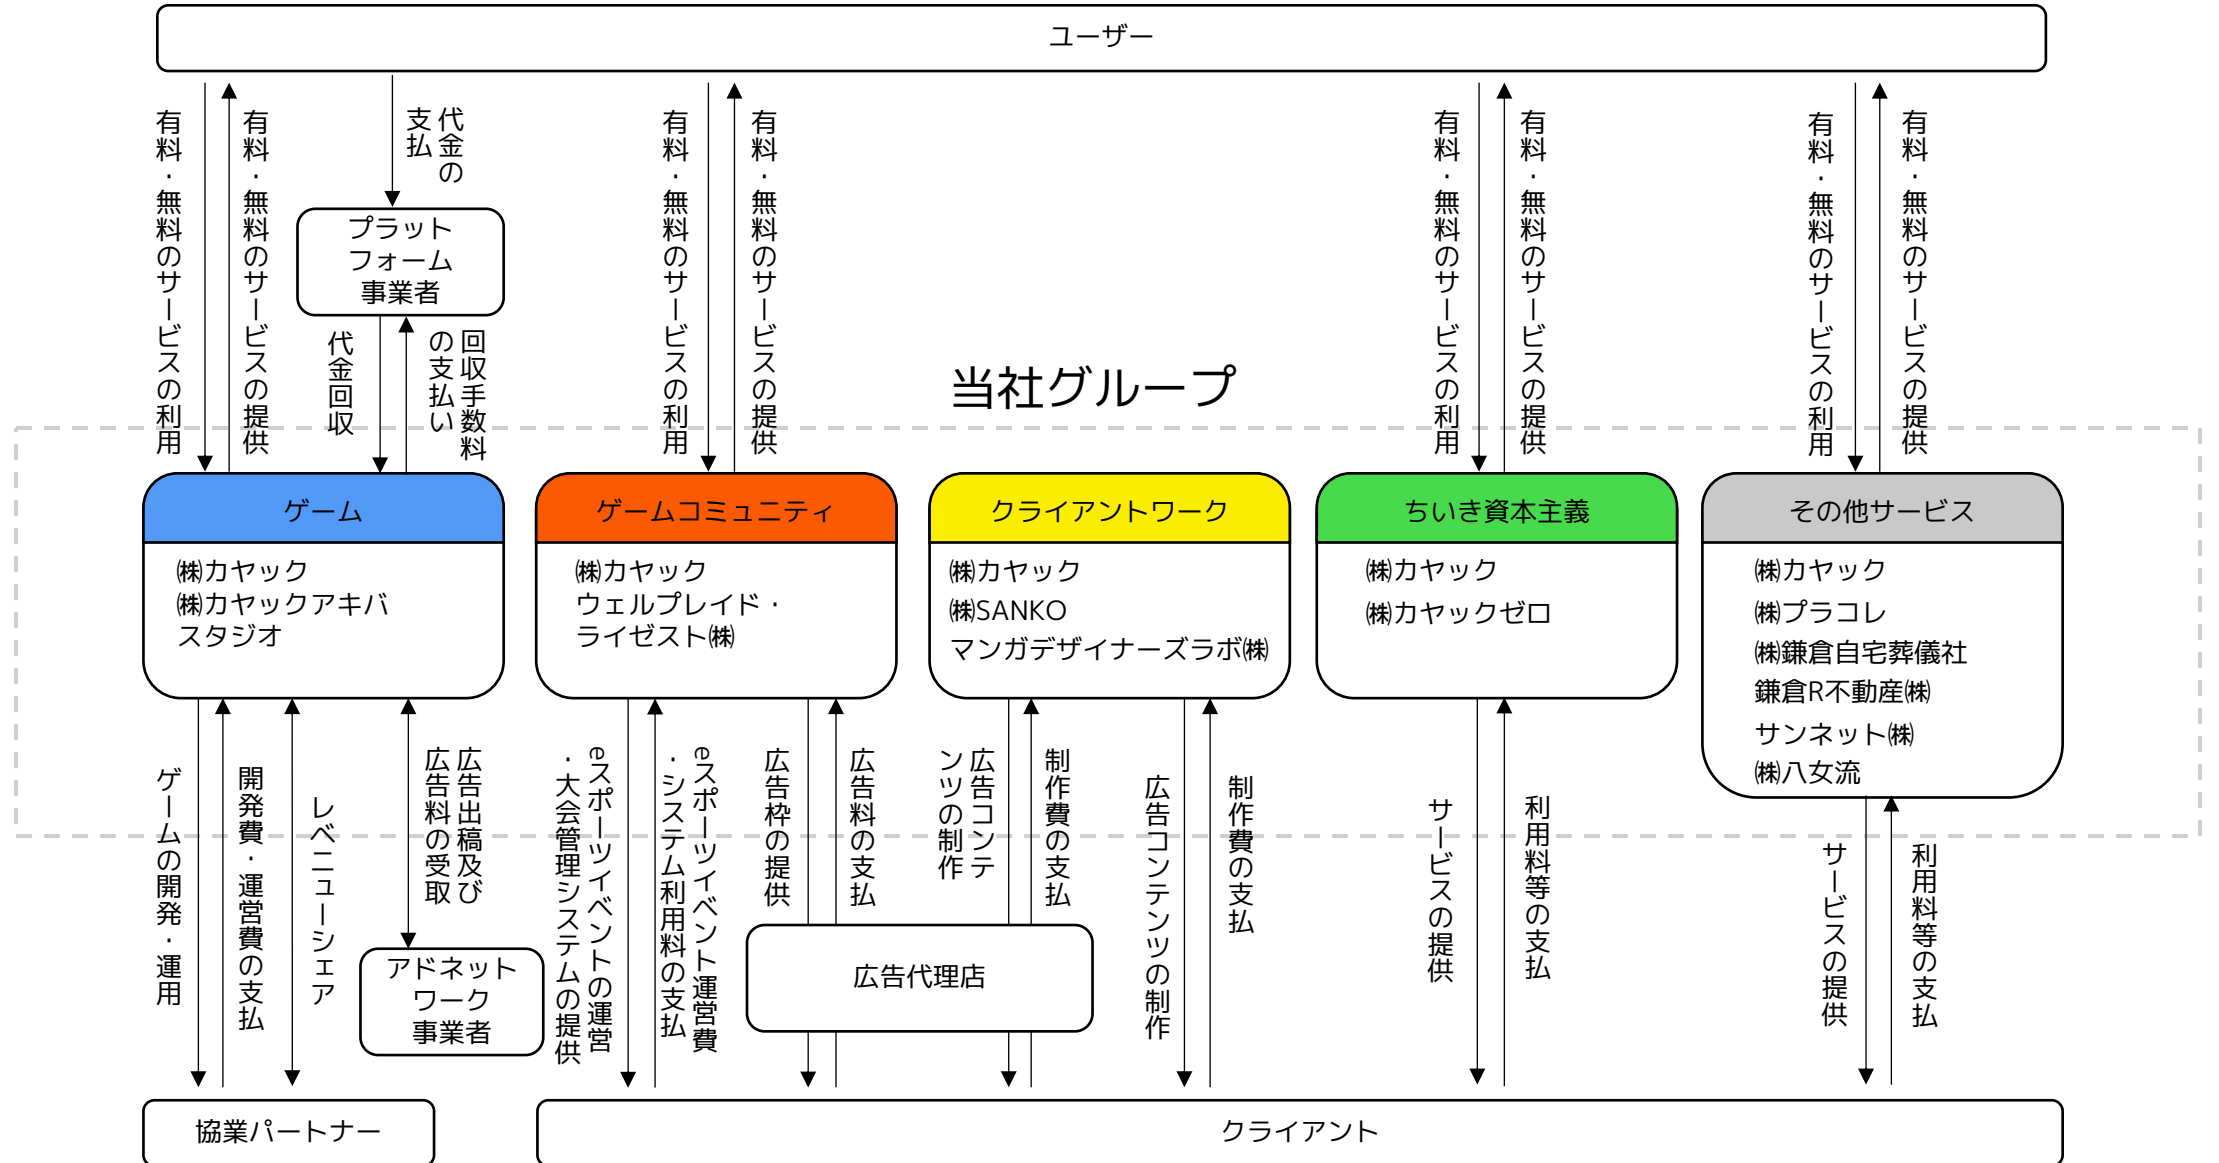 ユーザー
有料・無料のサービスの利用
有料・無料のサービスの提供
代金の
支払
プラット
フォーム
事業者
代金回収
回収手数料
の支払い
有料・無料のサービスの利用
有料・無料のサービスの提供
有料・無料のサービスの利用
有料・無料のサービスの提供
有料・無料のサービスの利用
有料・無料のサービスの提供
当社グループ
ゲーム
㈱カヤック
㈱カヤックアキバ
スタジオ
ゲームコミュニティ
㈱カヤック
ウェルプレイド・
ライゼスト㈱
クライアントワーク
㈱カヤック
㈱SANKO
マンガデザイナーズラボ㈱
ちいき資本主義
㈱カヤック
㈱カヤックゼロ
その他サービス
㈱カヤック
㈱プラコレ
㈱鎌倉自宅葬儀社
鎌倉R不動産㈱
サンネット㈱
㈱八女流
ゲームの開発・運用
開発費・運営費の支払
レベニューシェア
広告出稿及び
広告料の受取
アドネット
ワーク
事業者
eスポーツイベントの運営
・大会管理システムの提供
eスポーツイベント運営費
・システム利用料の支払
広告枠の提供
広告料の支払
広告コンテ
ンツの制作
制作費の支払
広告代理店
広告コンテンツの制作
制作費の支払
サービスの提供
利用料等の支払
サービスの提供
利用料等の支払
協業パートナー
クライアント